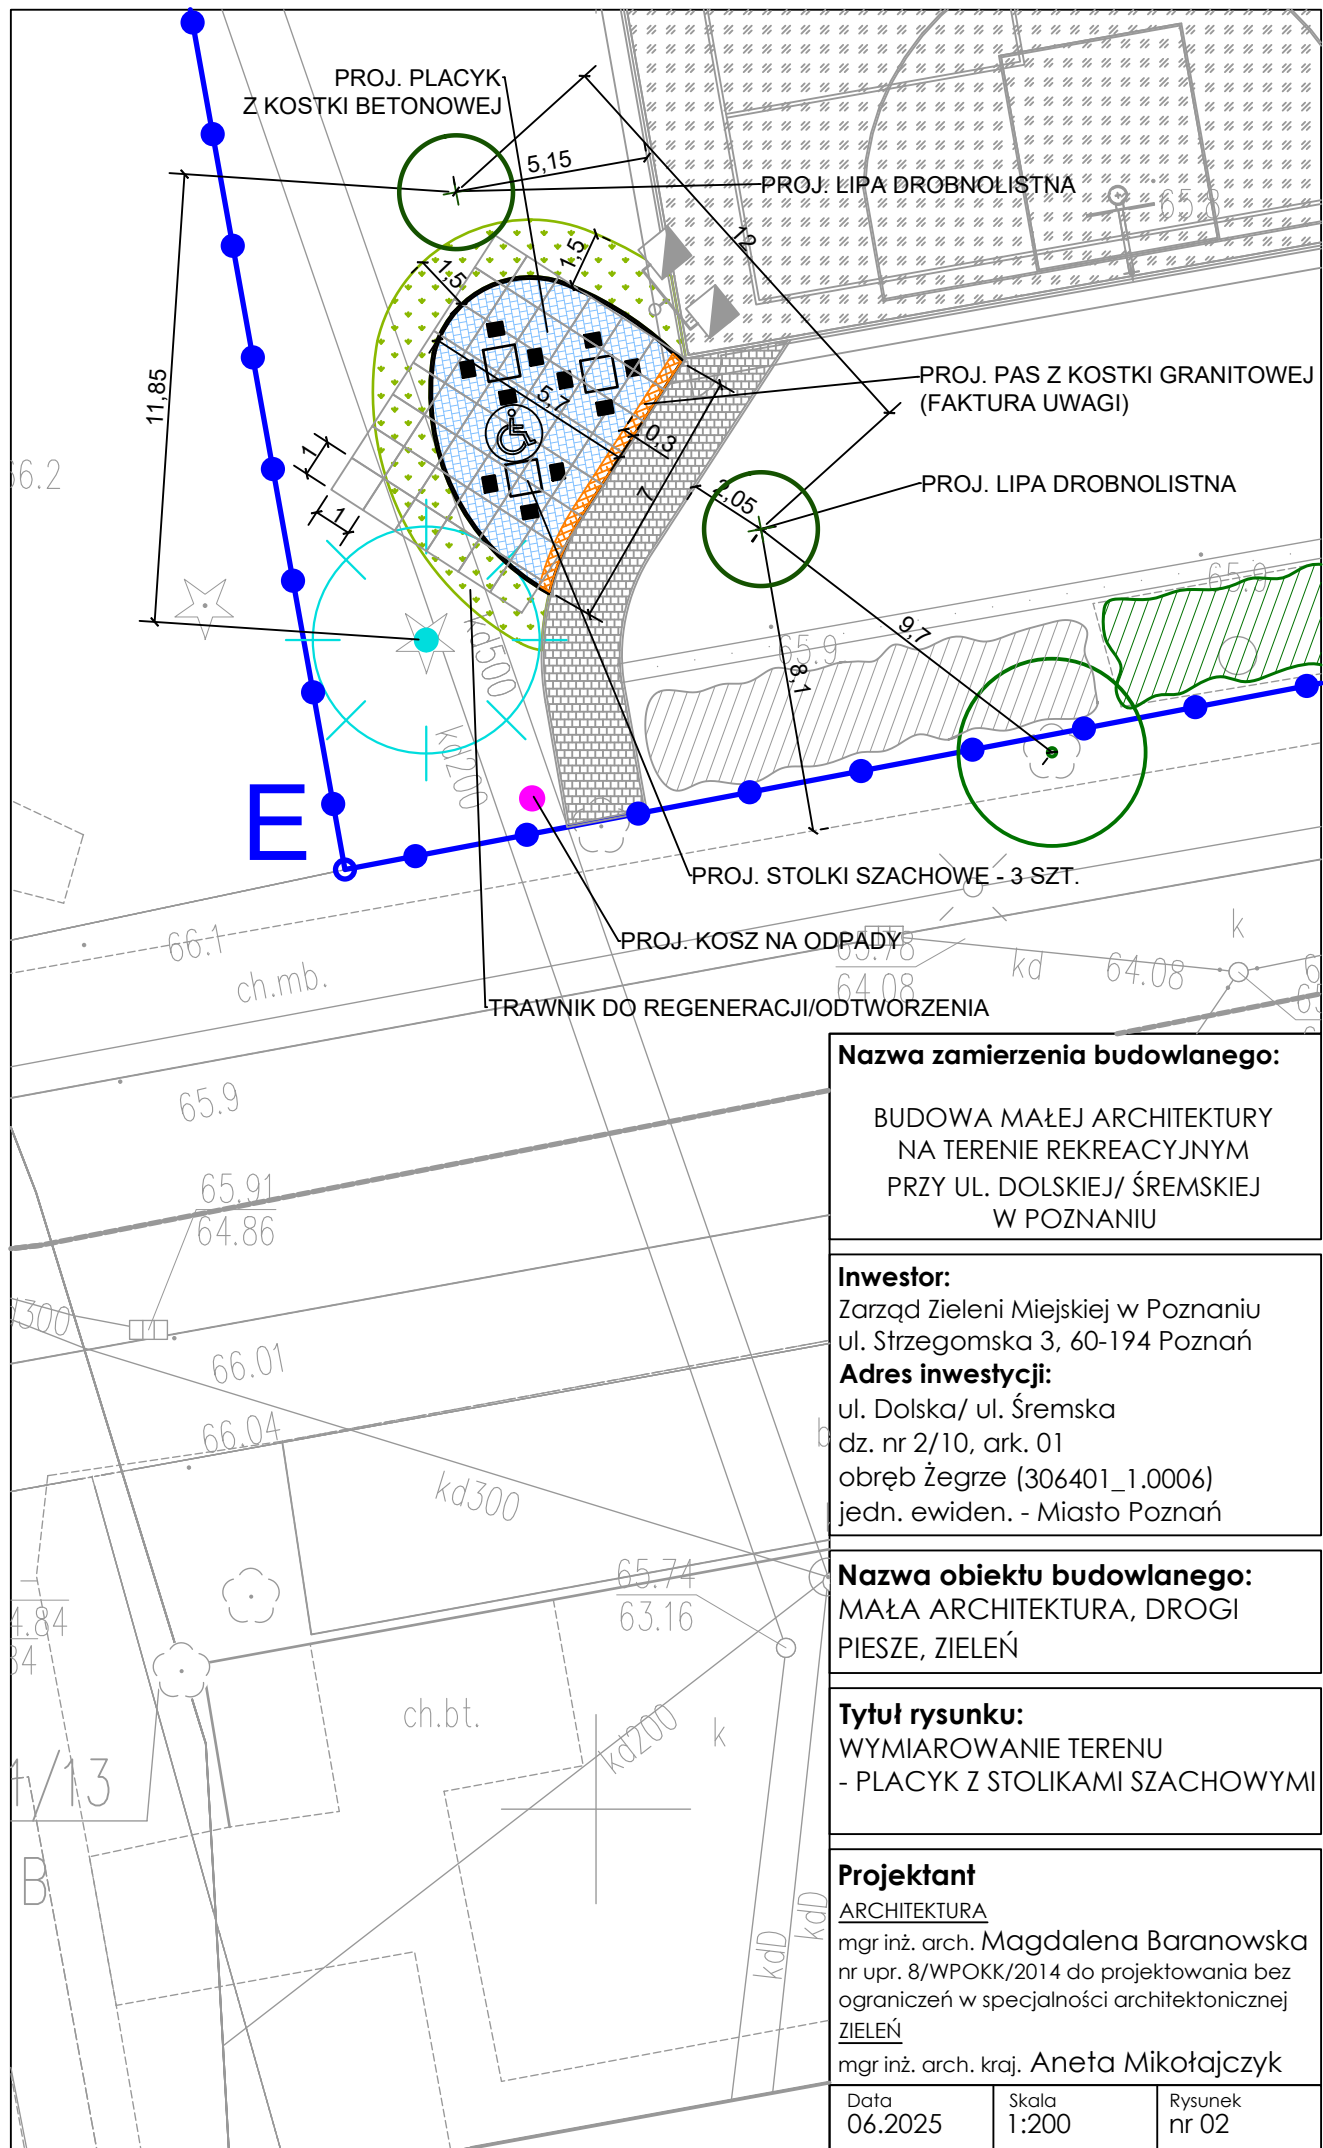 PROJ. PLACYK
Z KOSTKI BETONOWEJ
5,15
PROJ. LIPA DROBNOLISTNA
65.8
12
1,5
1,5
11,85
PROJ. PAS Z KOSTKI GRANITOWEJ
(FAKTURA UWAGI)
5,7
0,3
66.2
1
7
2,05
PROJ. LIPA DROBNOLISTNA
1
65.9
kd500
65.9
9,7
8,1
kd200
E
PROJ. STOLKI SZACHOWE - 3 SZT.
66.1
PROJ. KOSZ NA ODPADY
65.78
64.08
kd
64.08
k
ch.mb.
TRAWNIK DO REGENERACJI/ODTWORZENIA
65.9
65.91
64.86
66.01
66.04
kd300
65.74
63.16
4.84
84
ch.bt.
kd200
k
1/13
B
kdD
kdD
Nazwa zamierzenia budowlanego:
BUDOWA MAŁEJ ARCHITEKTURY
NA TERENIE REKREACYJNYM
PRZY UL. DOLSKIEJ/ ŚREMSKIEJ
W POZNANIU
Inwestor:
Zarząd Zieleni Miejskiej w Poznaniu
ul. Strzegomska 3, 60-194 Poznań
Adres inwestycji:
ul. Dolska/ ul. Śremska
dz. nr 2/10, ark. 01
obręb Żegrze (306401_1.0006)
jedn. ewiden. - Miasto Poznań
Nazwa obiektu budowlanego:
MAŁA ARCHITEKTURA, DROGI
PIESZE, ZIELEŃ
Tytuł rysunku:
WYMIAROWANIE TERENU
- PLACYK Z STOLIKAMI SZACHOWYMI
Projektant
ARCHITEKTURA
mgr inż. arch. Magdalena Baranowska
nr upr. 8/WPOKK/2014 do projektowania bez
ograniczeń w specjalności architektonicznej
ZIELEŃ
mgr inż. arch. kraj. Aneta Mikołajczyk
Data Skala Rysunek
06.2025 1:200 nr 02